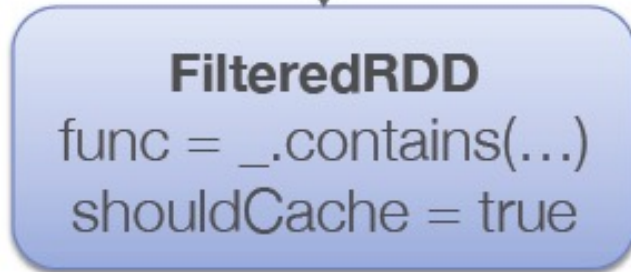 FilteredRDD
func = _.contains(...)
shouldCache = true